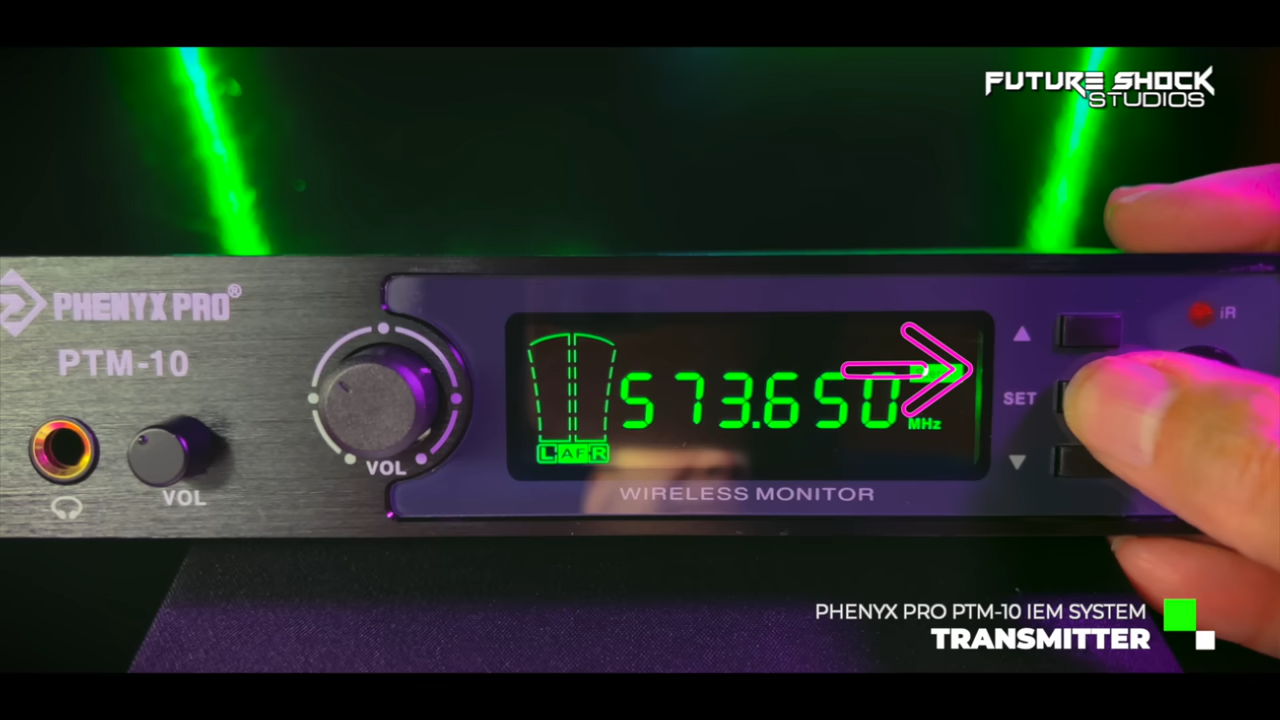 FUTURE SHOCK
STUDIOS
PHENYX PRO®
PTM-10
VOL
VOL
573.650
MHz
L AF R
WIRELESS MONITOR
▲
SET
▼
iR
PHENYX PRO PTM-10 IEM SYSTEM
TRANSMITTER